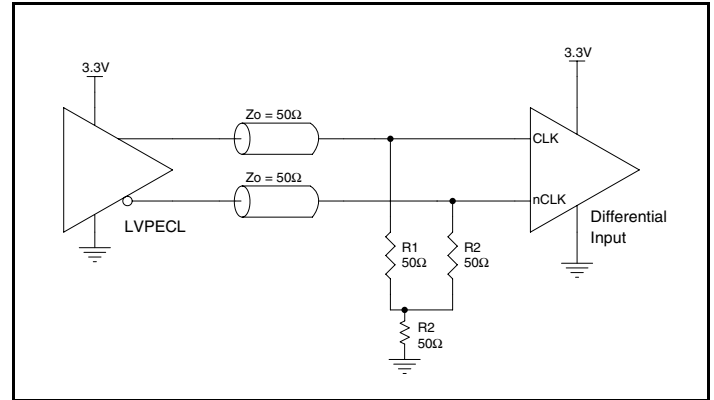 3.3V
3.3V
Zo = 50Ω
CLK
Zo = 50Ω
nCLK
LVPECL
Differential
Input
R1
50Ω
R2
50Ω
R2
50Ω